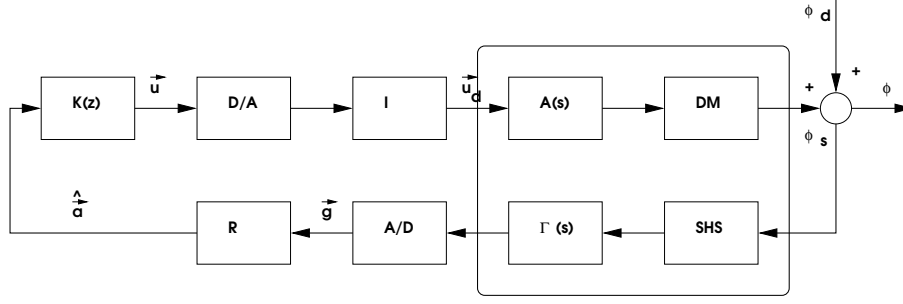 ϕ d
+
K(z)
u⃗
D/A
I
u⃗ d
A(s)
DM
+
ϕ
ϕ s
â⃗
R
g⃗
A/D
Γ (s)
SHS